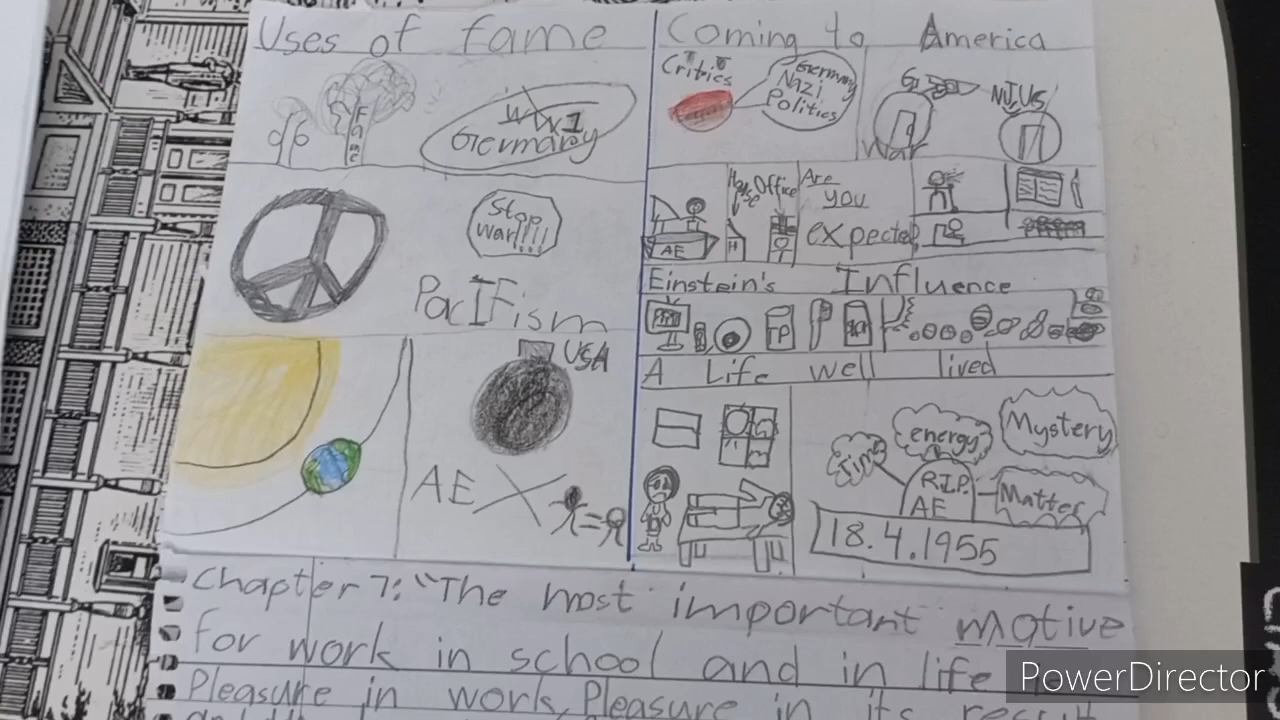 Uses of fame
Fame
WW1
Germany
Stop
war!!!!
PacIFism
USA
AE
Coming to America
Critics
Germany
Nazi
Politics
G
NJ, US
War
AE
House
Office
H
Are
you
expected
Einstein's Influence
A Life well lived
Time
energy
Mystery
Matter
R.I.P.
AE
18.4.1955
Chapter 7: "The most important motive
for work in school and in life
Pleasure in work, Pleasure in its result
PowerDirector